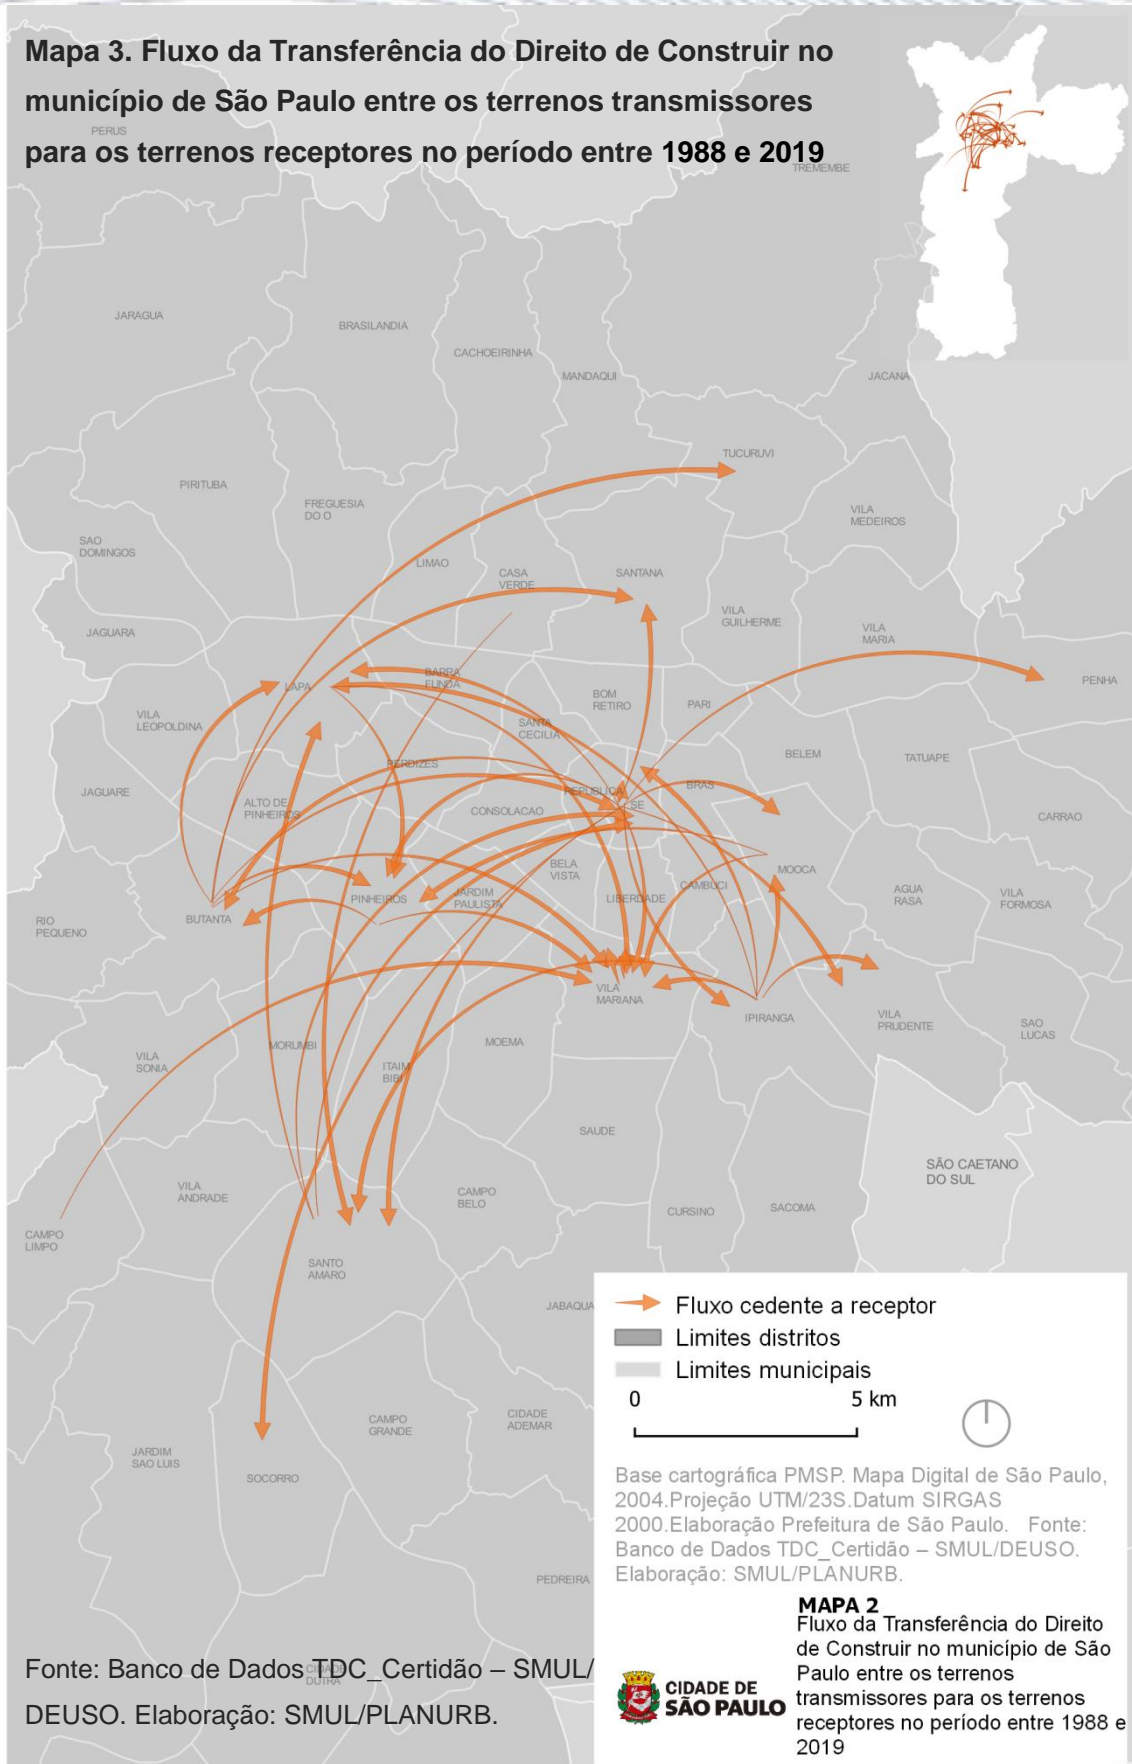 Mapa 3. Fluxo da Transferência do Direito de Construir no
município de São Paulo entre os terrenos transmissores
para os terrenos receptores no período entre 1988 e 2019
PERUS
TREMEMBE
JARAGUA
BRASILANDIA
CACHOEIRINHA
MANDAQUI
JACANA
TUCURUVI
PIRITUBA
FREGUESIA
DO O
VILA
MEDEIROS
SAO
DOMINGOS
LIMAO
CASA
VERDE
SANTANA
VILA
GUILHERME
VILA
MARIA
JAGUARA
LAPA
BARRA
FUNDA
BOM
RETIRO
PARI
PENHA
VILA
LEOPOLDINA
SANTA
CECILIA
BELEM
TATUAPE
PERDIZES
JAGUARE
ALTO DE
PINHEIROS
CONSOLACAO
REPUBLICA
SE
BRAS
CARRAO
BELA
VISTA
MOOCA
RIO
PEQUENO
BUTANTA
PINHEIROS
JARDIM
PAULISTA
LIBERDADE
CAMBUCI
AGUA
RASA
VILA
FORMOSA
VILA
MARIANA
IPIRANGA
VILA
PRUDENTE
SAO
LUCAS
VILA
SONIA
MORUMBI
ITAIM
BIBI
MOEMA
SAUDE
SÃO CAETANO
DO SUL
VILA
ANDRADE
CAMPO
BELO
CURSINO
SACOMA
CAMPO
LIMPO
SANTO
AMARO
JABAQUA
CAMPO
GRANDE
CIDADE
ADEMAR
JARDIM
SAO LUIS
SOCORRO
PEDREIRA
CIDADE
DUTRA
Fluxo cedente a receptor
Limites distritos
Limites municipais
0 5 km
Base cartográfica PMSP. Mapa Digital de São Paulo,
2004.Projeção UTM/23S.Datum SIRGAS
2000.Elaboração Prefeitura de São Paulo. Fonte:
Banco de Dados TDC_Certidão – SMUL/DEUSO.
Elaboração: SMUL/PLANURB.
MAPA 2
Fluxo da Transferência do Direito
de Construir no município de São
Paulo entre os terrenos
transmissores para os terrenos
receptores no período entre 1988 e
2019
CIDADE DE
SÃO PAULO
Fonte: Banco de Dados TDC_Certidão – SMUL/
DEUSO. Elaboração: SMUL/PLANURB.